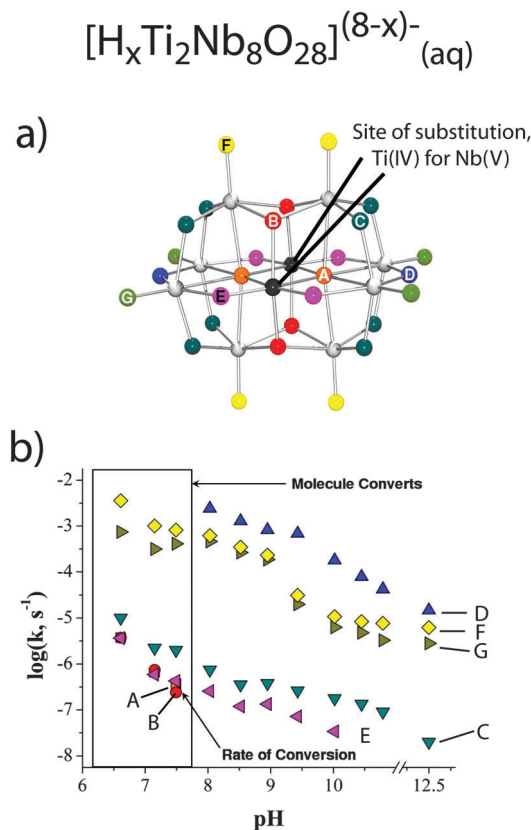 [HxTi2Nb8O28](8-x)-(aq)
a)
Site of substitution,
Ti(IV) for Nb(V)
F
B
C
A
D
G
E
b)
-2
Molecule Converts
-3
-4
log(k, s-1)
-5
D
F
G
-6
A
B
E
C
-7
Rate of Conversion
-8
6
7
8
9
10
11
12.5
pH